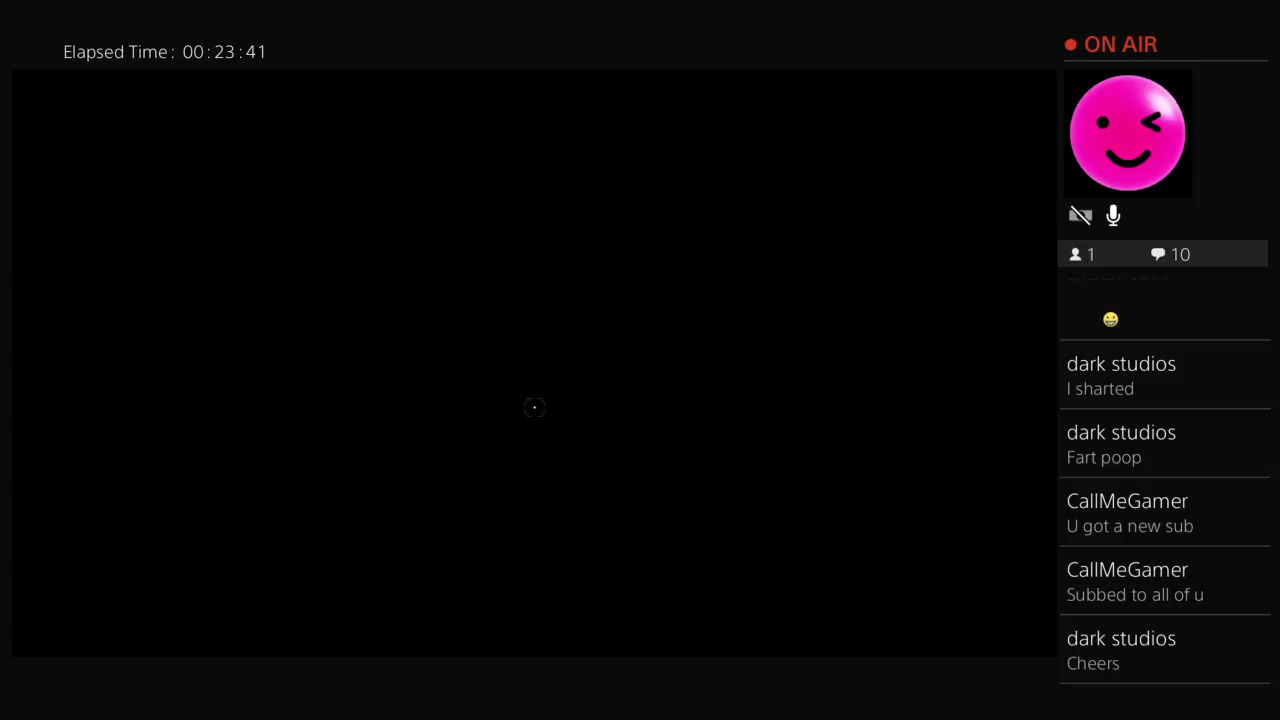 Elapsed Time: 00:23:41
ON AIR
1 10
dark studios
I sharted
dark studios
Fart poop
CallMeGamer
U got a new sub
CallMeGamer
Subbed to all of u
dark studios
Cheers